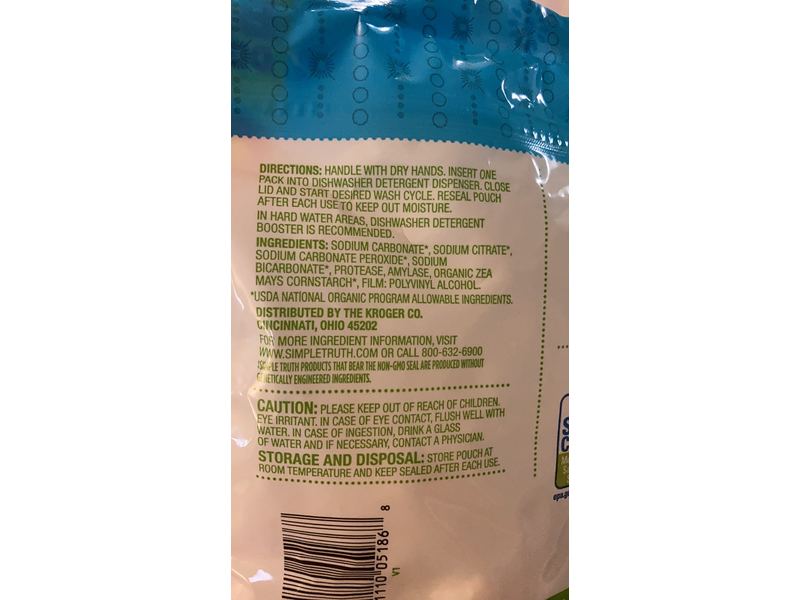 DIRECTIONS: HANDLE WITH DRY HANDS. INSERT ONE
PACK INTO DISHWASHER DETERGENT DISPENSER. CLOSE
LID AND START DESIRED WASH CYCLE. RESEAL POUCH
AFTER EACH USE TO KEEP OUT MOISTURE.
IN HARD WATER AREAS, DISHWASHER DETERGENT
BOOSTER IS RECOMMENDED.
INGREDIENTS: SODIUM CARBONATE*, SODIUM CITRATE*,
SODIUM CARBONATE PEROXIDE*, SODIUM
BICARBONATE*, PROTEASE, AMYLASE, ORGANIC ZEA
MAYS CORNSTARCH*, FILM: POLYVINYL ALCOHOL.
*USDA NATIONAL ORGANIC PROGRAM ALLOWABLE INGREDIENTS.
DISTRIBUTED BY THE KROGER CO.
CINCINNATI, OHIO 45202
FOR MORE INGREDIENT INFORMATION, VISIT
WWW.SIMPLETRUTH.COM OR CALL 800-632-6900
SIMPLE TRUTH PRODUCTS THAT BEAR THE NON-GMO SEAL ARE PRODUCED WITHOUT
GENETICALLY ENGINEERED INGREDIENTS.
CAUTION: PLEASE KEEP OUT OF REACH OF CHILDREN.
EYE IRRITANT. IN CASE OF EYE CONTACT, FLUSH WELL WITH
WATER. IN CASE OF INGESTION, DRINK A GLASS
OF WATER AND IF NECESSARY, CONTACT A PHYSICIAN.
STORAGE AND DISPOSAL: STORE POUCH AT
ROOM TEMPERATURE AND KEEP SEALED AFTER EACH USE.
1110 05186 8
V1